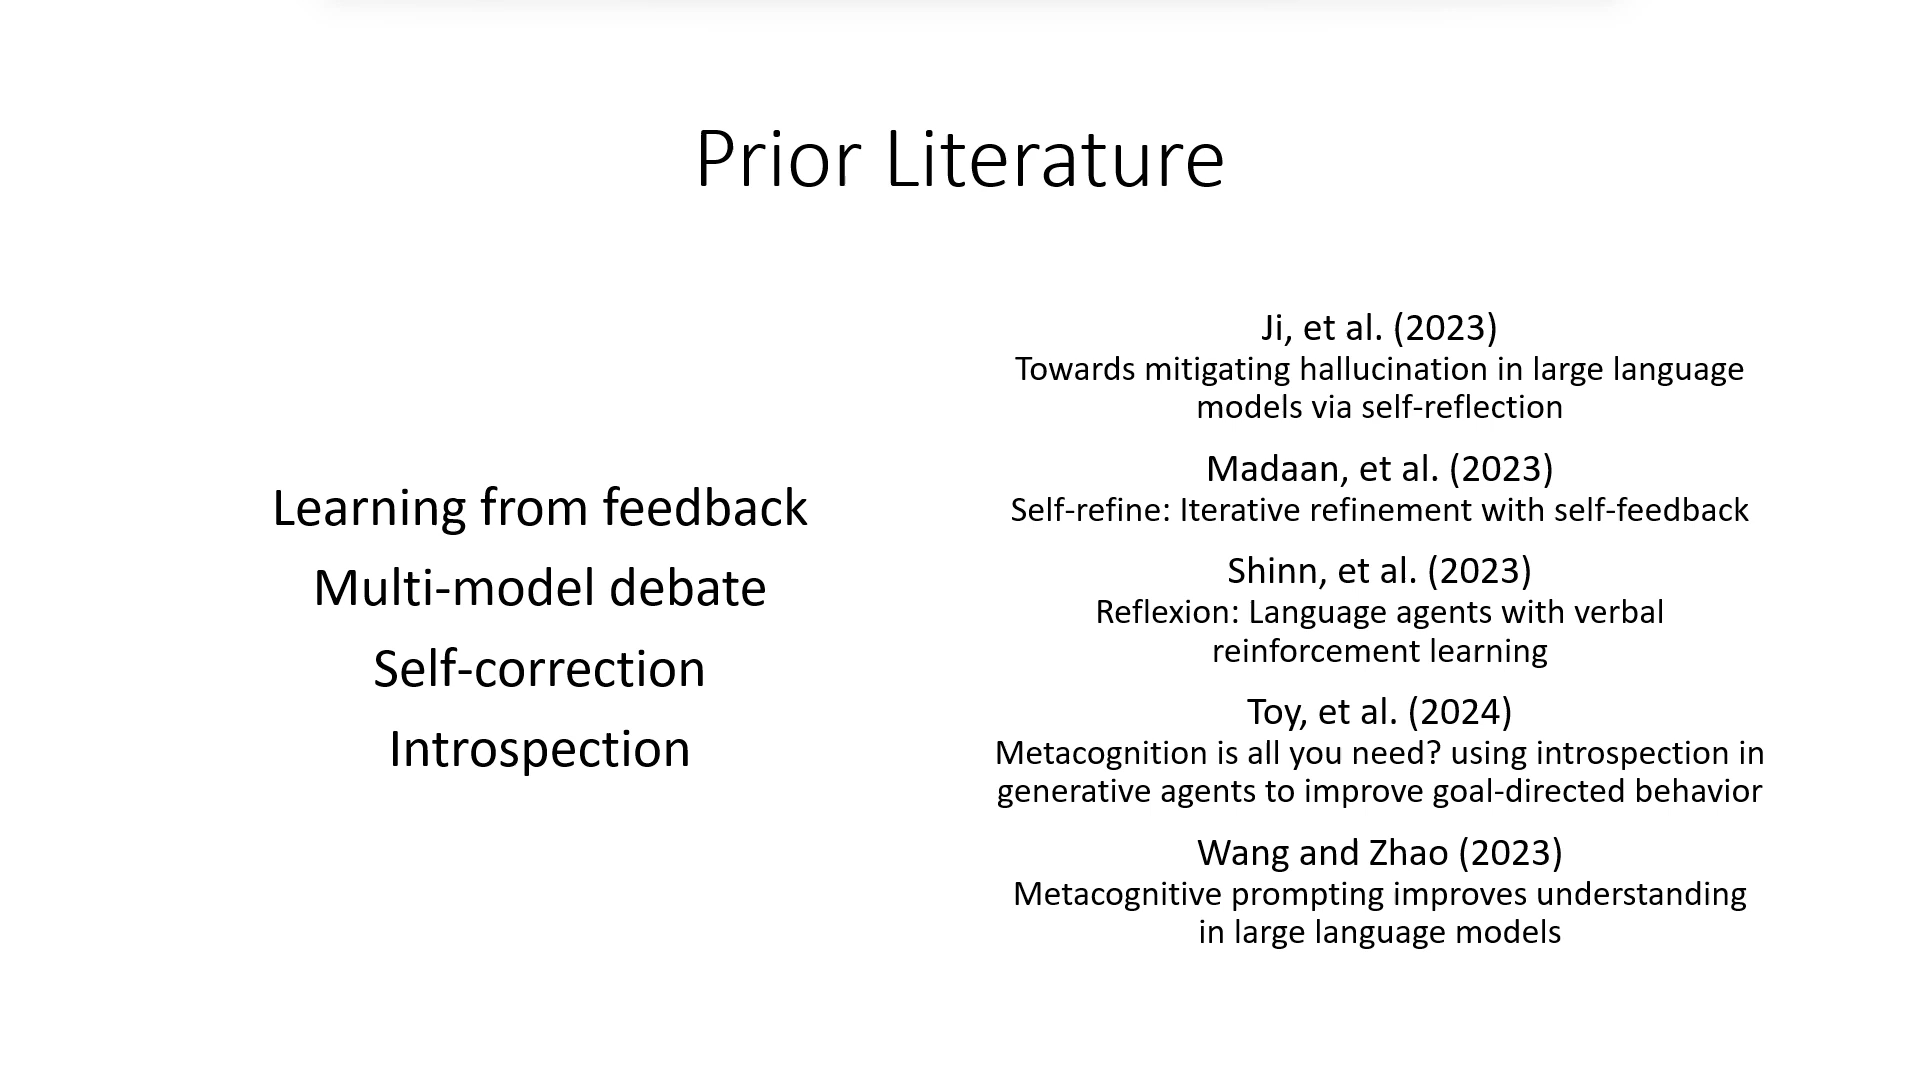 Prior Literature
Learning from feedback
Multi-model debate
Self-correction
Introspection
Ji, et al. (2023)
Towards mitigating hallucination in large language
models via self-reflection
Madaan, et al. (2023)
Self-refine: Iterative refinement with self-feedback
Shinn, et al. (2023)
Reflexion: Language agents with verbal
reinforcement learning
Toy, et al. (2024)
Metacognition is all you need? using introspection in
generative agents to improve goal-directed behavior
Wang and Zhao (2023)
Metacognitive prompting improves understanding
in large language models